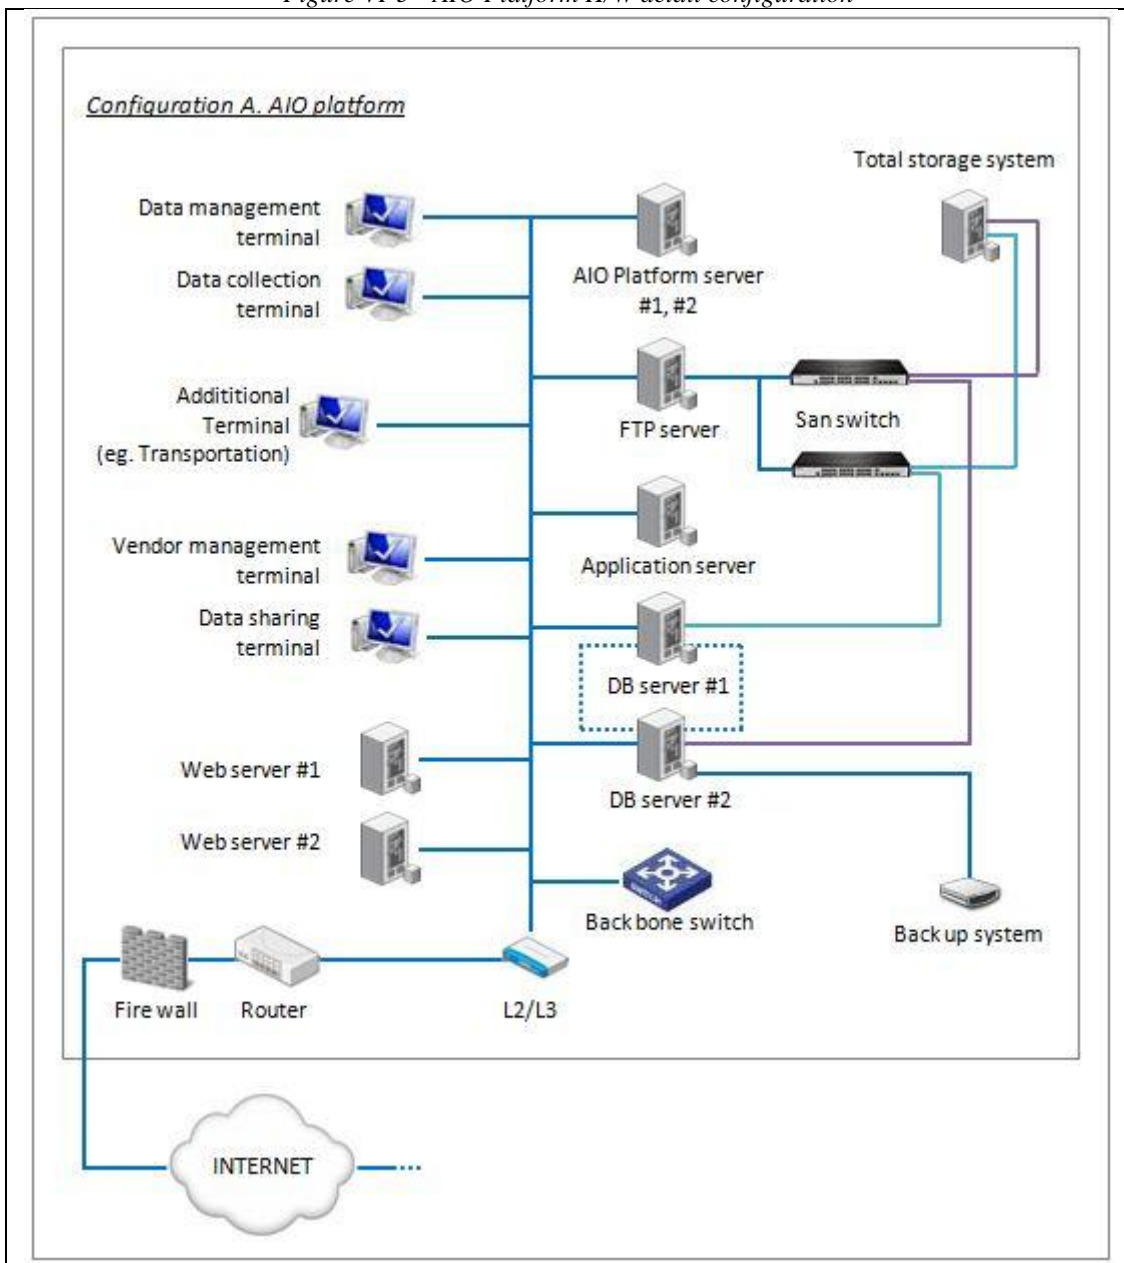 Configuration A. AIO platform
Total storage system
Data management
terminal
AIO Platform server
#1, #2
Data collection
terminal
Addititional
Terminal
(eg. Transportation)
FTP server
San switch
Vendor management
terminal
Application server
Data sharing
terminal
DB server #1
Web server #1
DB server #2
Web server #2
Back bone switch
Back up system
Fire wall
Router
L2/L3
INTERNET